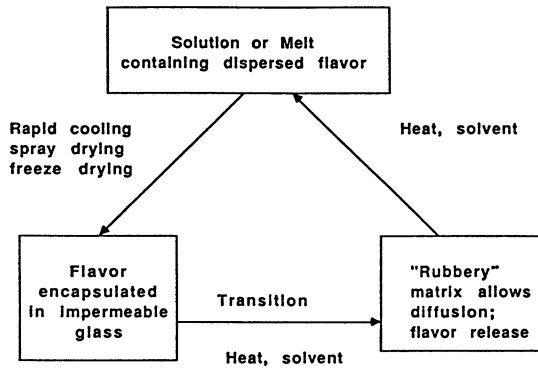 Solution or Melt
containing dispersed flavor
Rapid cooling
spray drying
freeze drying
Heat, solvent
Flavor
encapsulated
in impermeable
glass
Transition
Heat, solvent
"Rubbery"
matrix allows
diffusion;
flavor release